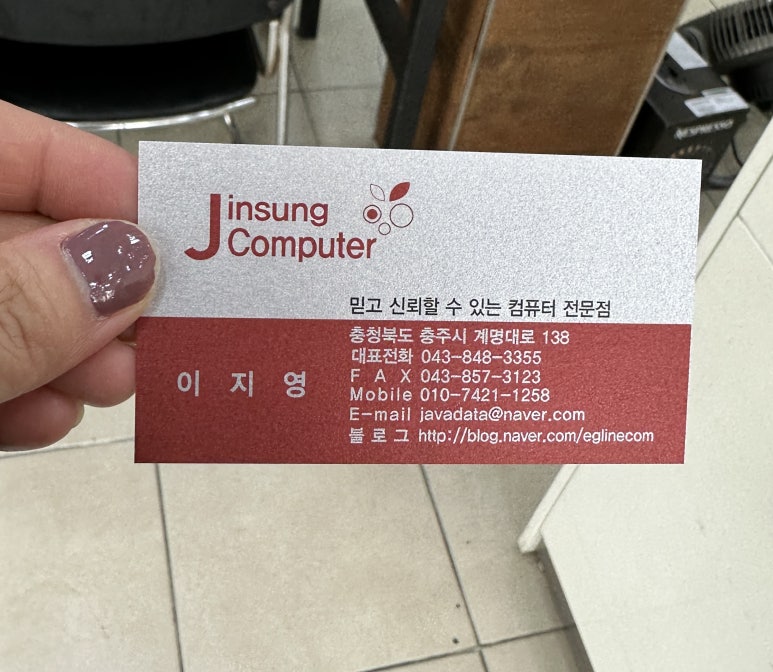 Jinsung
Computer
믿고 신뢰할 수 있는 컴퓨터 전문점
이 지 영
충청북도 충주시 계명대로 138
대표전화 043-848-3355
F A X 043-857-3123
Mobile 010-7421-1258
E-mail javadata@naver.com
블로그 http://blog.naver.com/eglinecom
NESPRESSO